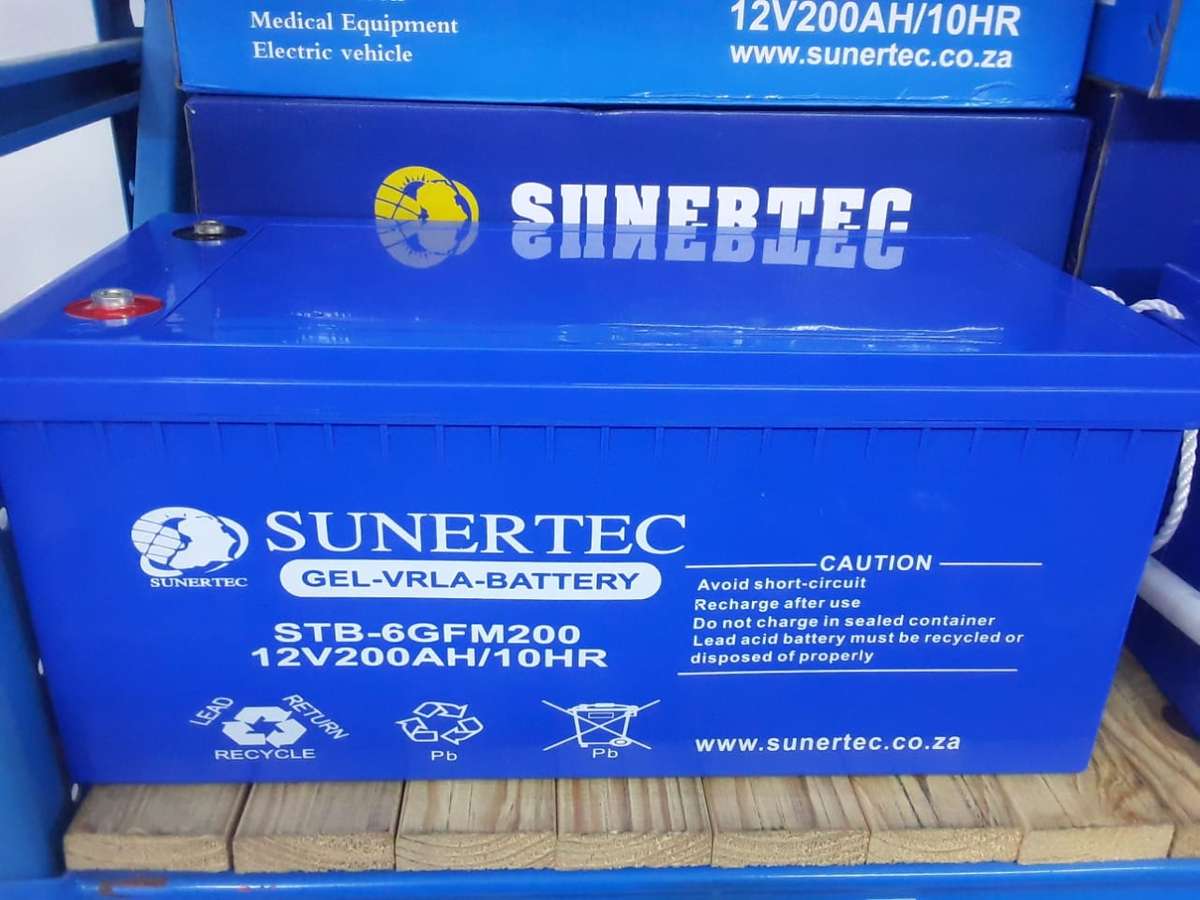 Medical Equipment
Electric vehicle
12V200AH/10HR
www.sunertec.co.za
SUNERTEC
SUNERTEC
SUNERTEC
GEL-VRLA-BATTERY
STB-6GFM200
12V200AH/10HR
CAUTION
Avoid short-circuit
Recharge after use
Do not charge in sealed container
Lead acid battery must be recycled or
disposed of properly
LEAD RETURN
RECYCLE
Pb
Pb
www.sunertec.co.za